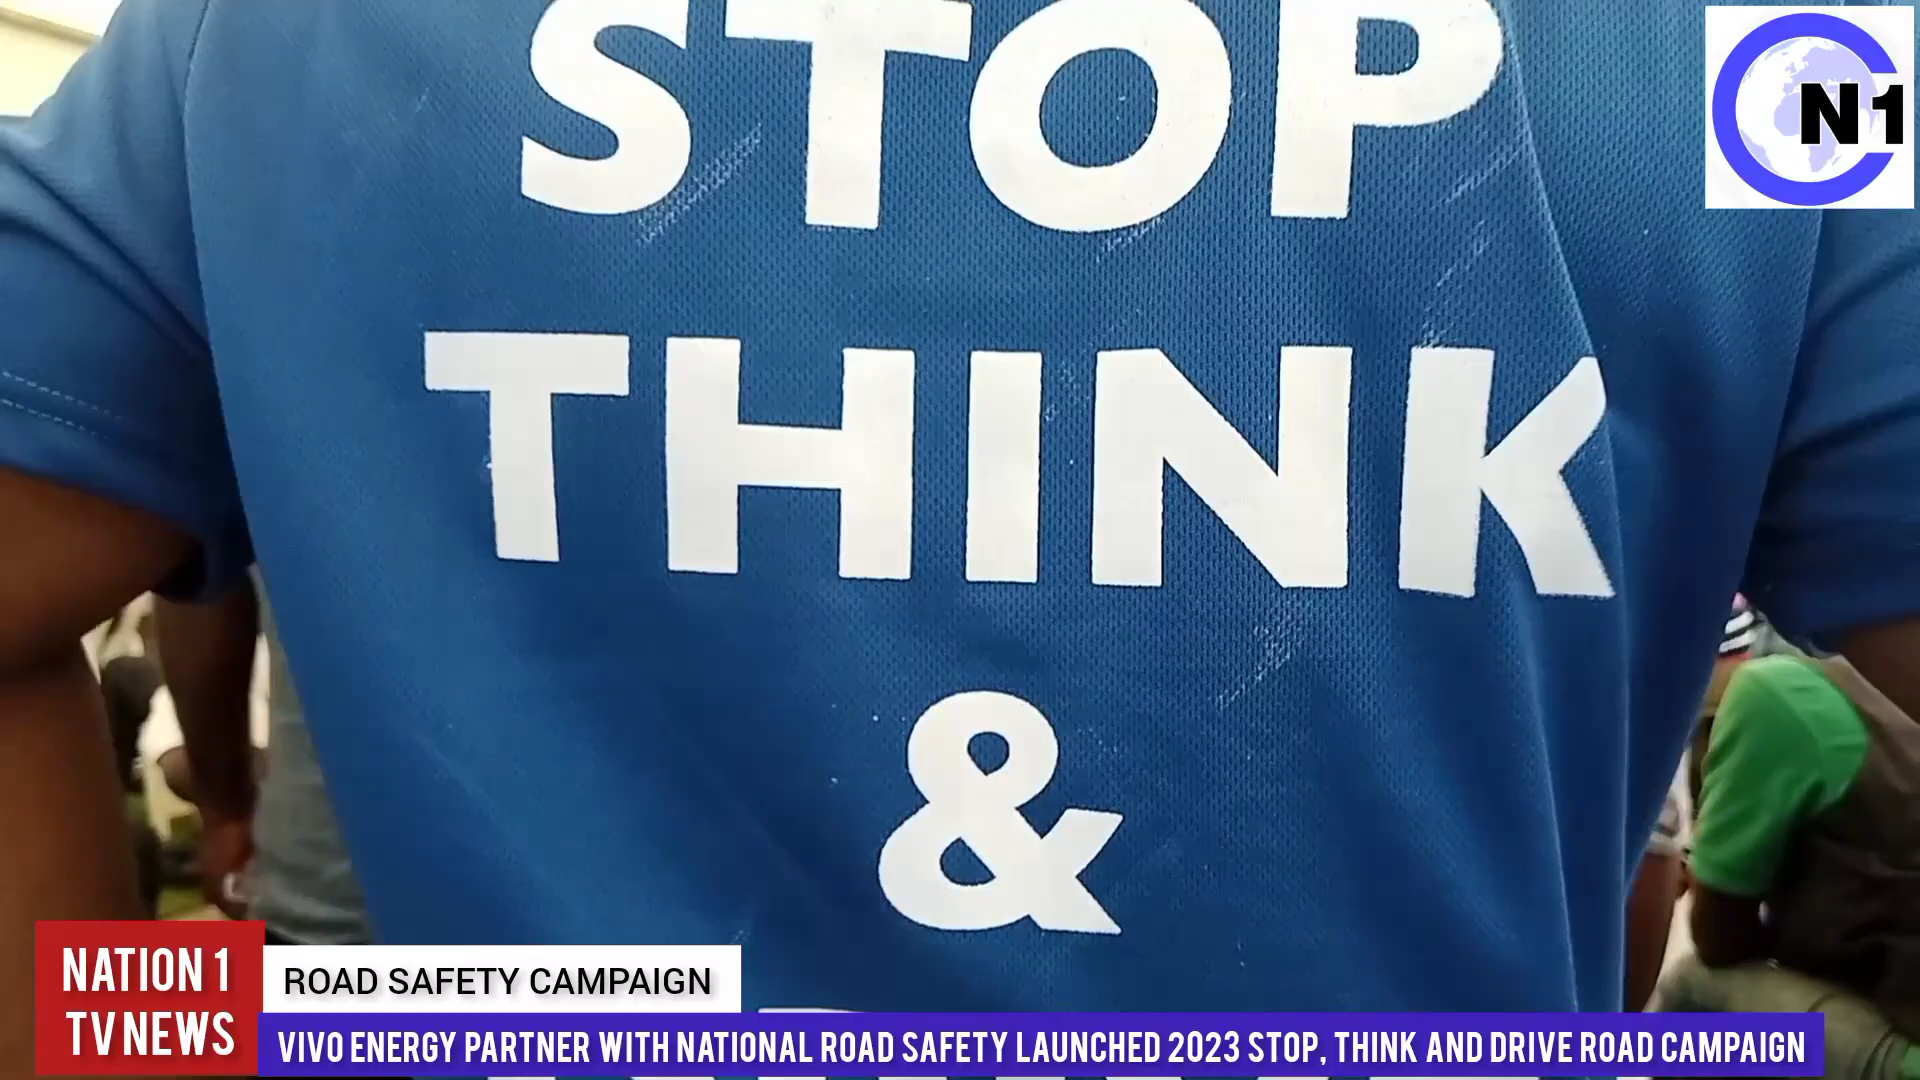 STOP
N1
THINK
&
NATION 1
TV NEWS
ROAD SAFETY CAMPAIGN
VIVO ENERGY PARTNER WITH NATIONAL ROAD SAFETY LAUNCHED 2023 STOP, THINK AND DRIVE ROAD CAMPAIGN